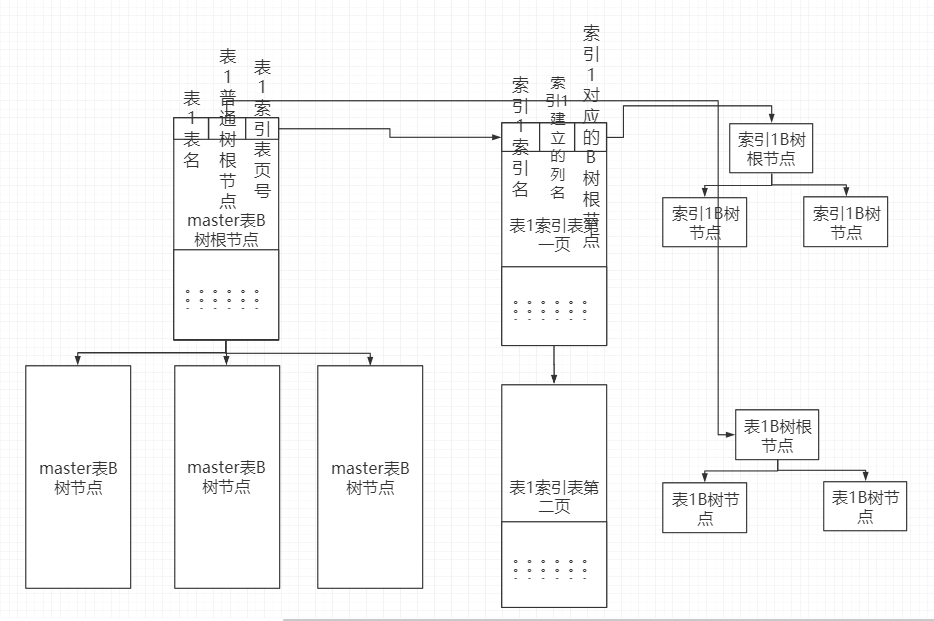 表1表名
表1普通树根节点
表1索引表页号
master表B
树根节点
。。。。。。
。。。。。。
索引1索引名
索引1建立的列名
索引1对应的B树根节点
表1索引表第
一页
。。。。。。
。。。。。。
索引1B树
根节点
索引1B树
节点
索引1B树
节点
master表B
树节点
master表B
树节点
master表B
树节点
表1索引表第
二页
。。。。。。
。。。。。。
表1B树根
节点
表1B树节
点
表1B树节
点